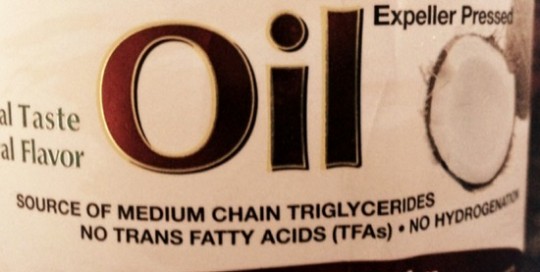 Oil
Expeller Pressed
al Taste
al Flavor
SOURCE OF MEDIUM CHAIN TRIGLYCERIDES
NO TRANS FATTY ACIDS (TFAs) • NO HYDROGENATION